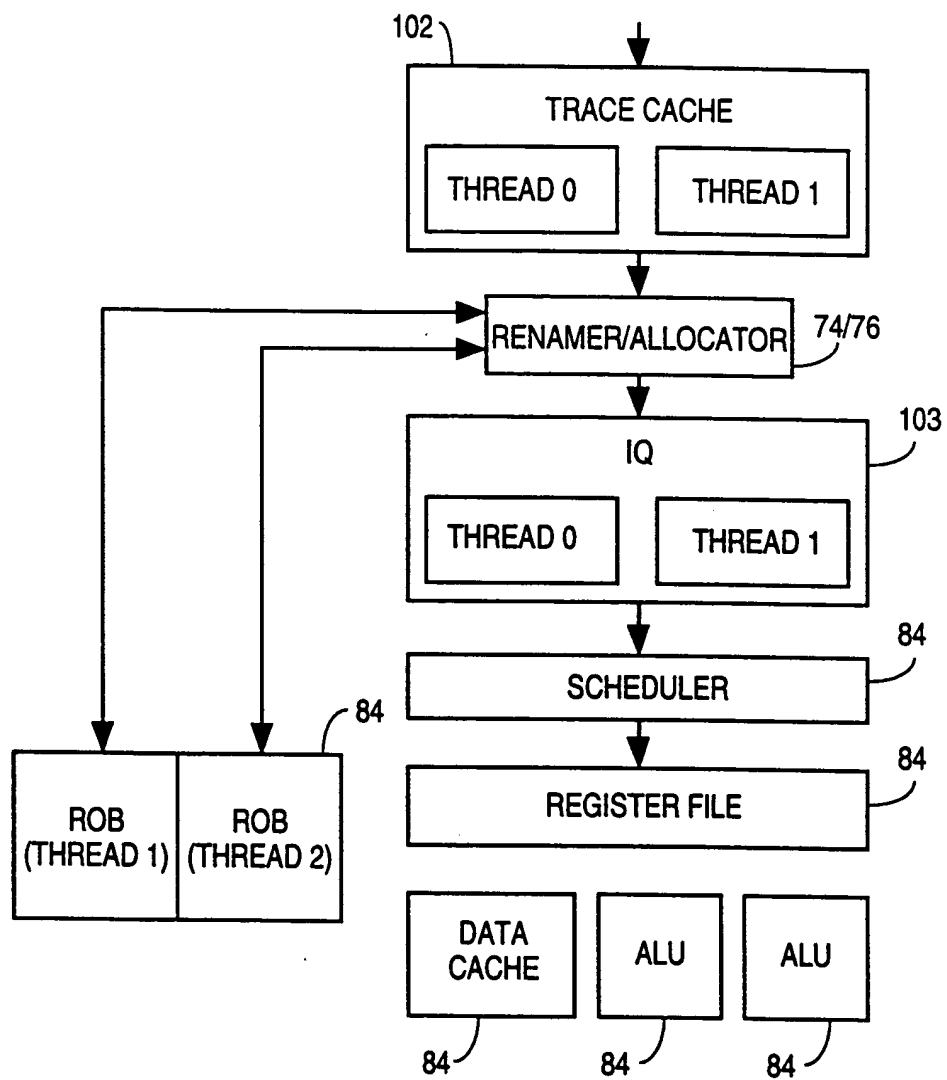 102
TRACE CACHE
THREAD 0
THREAD 1
RENAMER/ALLOCATOR
74/76
103
IQ
THREAD 0
THREAD 1
84
SCHEDULER
84
84
REGISTER FILE
ROB
(THREAD 1)
ROB
(THREAD 2)
DATA
CACHE
ALU
ALU
84
84
84